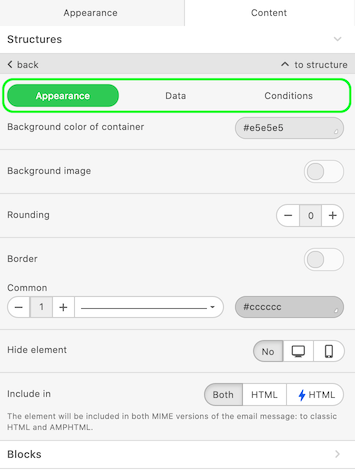 Appearance Content
Structures
back to structure
Appearance Data Conditions
Background color of container #e5e5e5
Background image
Rounding − 0 +
Border
Common
− 1 + #cccccc
Hide element No
Include in Both HTML HTML
The element will be included in both MIME versions of the email message: to classic
HTML and AMPHTML.
Blocks